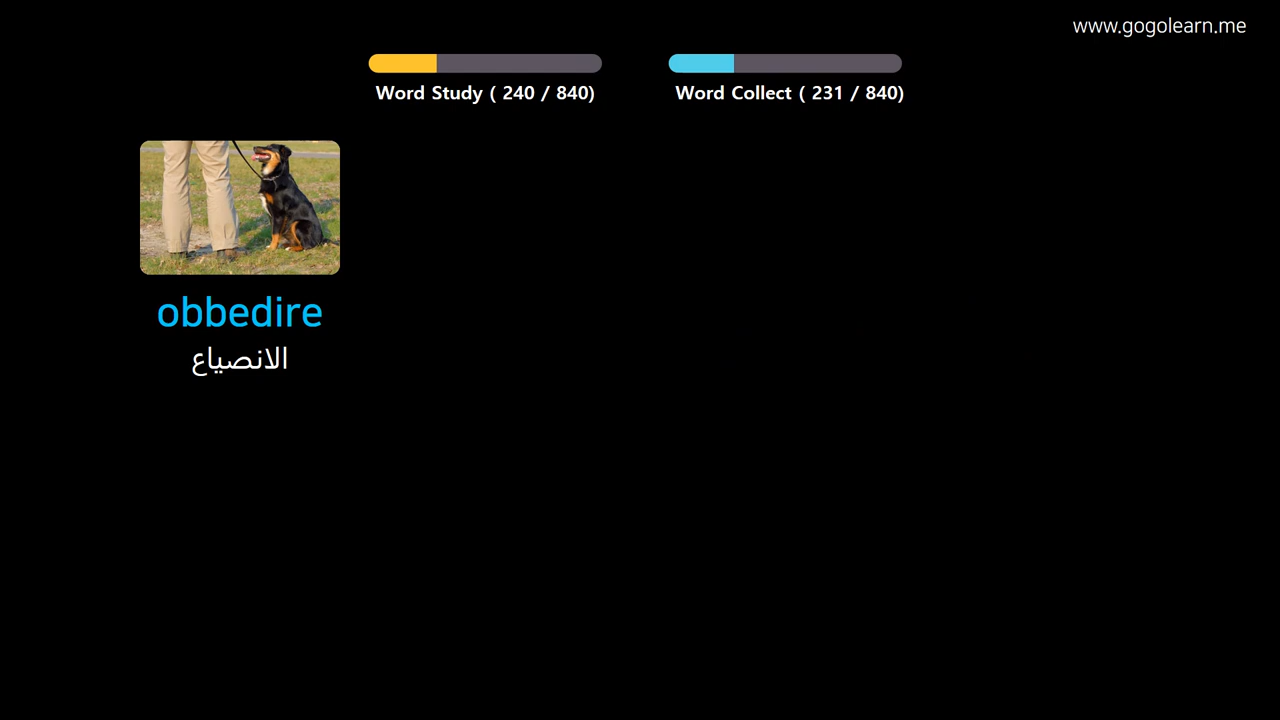 www.gogolearn.me
Word Study ( 240 / 840)
Word Collect ( 231 / 840)
obbedire
الانصياع